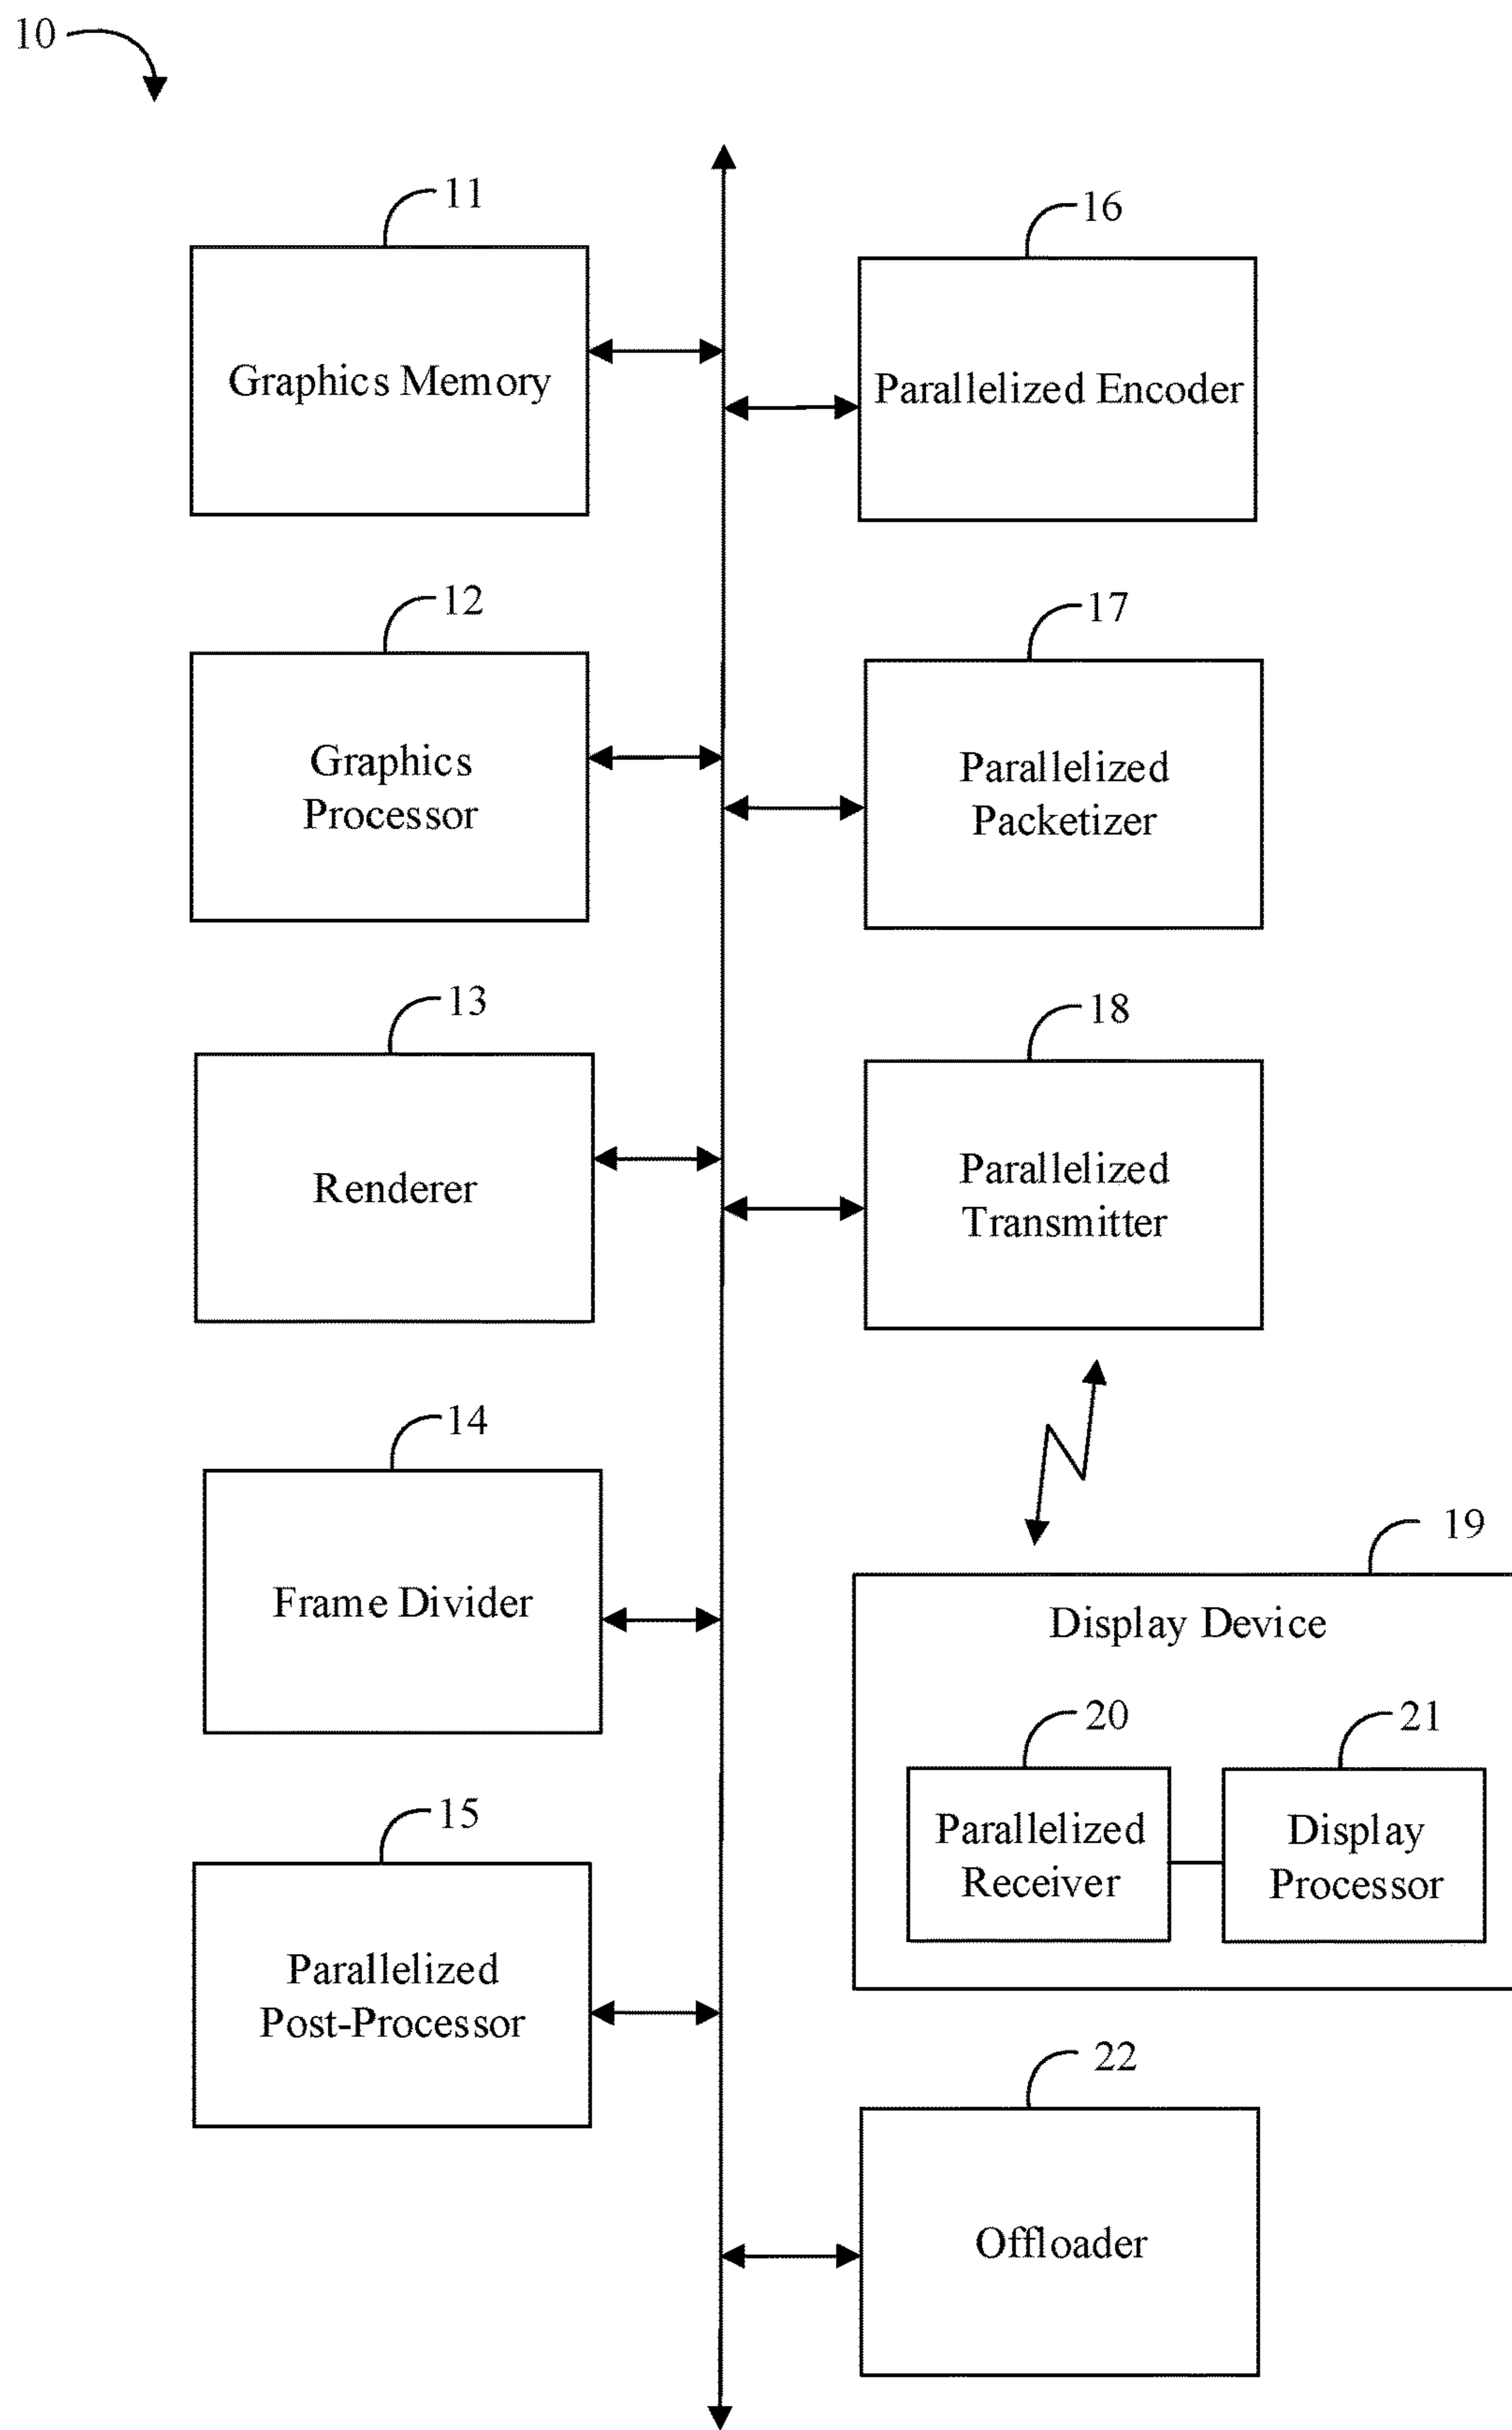 10
11
Graphics Memory
16
Parallelized Encoder
12
Graphics
Processor
17
Parallelized
Packetizer
13
Renderer
18
Parallelized
Transmitter
14
Frame Divider
19
Display Device
20
Parallelized
Receiver
21
Display
Processor
15
Parallelized
Post-Processor
22
Offloader